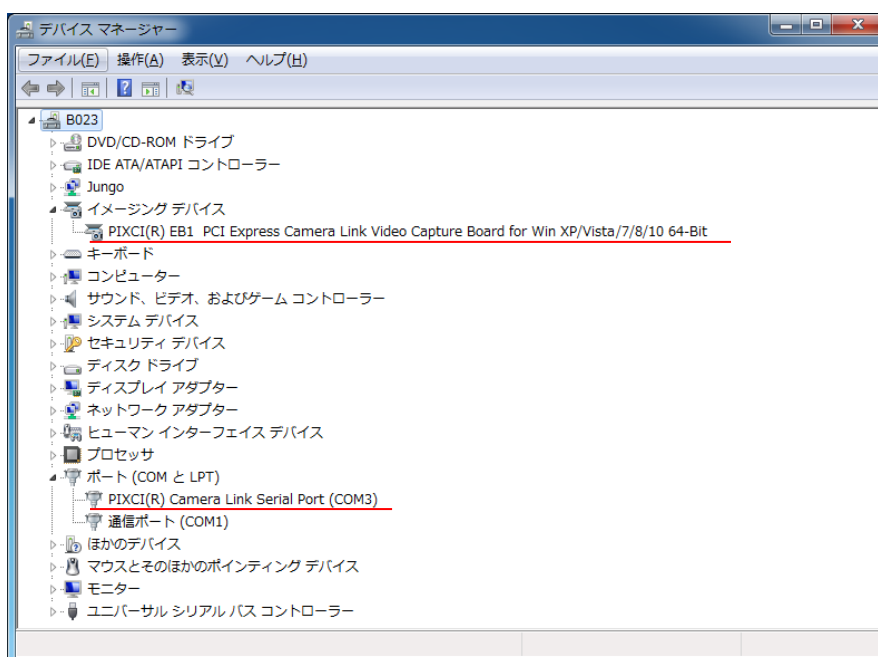 デバイス マネージャー
ファイル(F) 操作(A) 表示(V) ヘルプ(H)
B023
DVD/CD-ROM ドライブ
IDE ATA/ATAPI コントローラー
Jungo
イメージング デバイス
PIXCI(R) EB1 PCI Express Camera Link Video Capture Board for Win XP/Vista/7/8/10 64-Bit
キーボード
コンピューター
サウンド、ビデオ、およびゲーム コントローラー
システム デバイス
セキュリティ デバイス
ディスク ドライブ
ディスプレイ アダプター
ネットワーク アダプター
ヒューマン インターフェイス デバイス
プロセッサ
ポート (COM と LPT)
PIXCI(R) Camera Link Serial Port (COM3)
通信ポート (COM1)
ほかのデバイス
マウスとそのほかのポインティング デバイス
モニター
ユニバーサル シリアル バス コントローラー